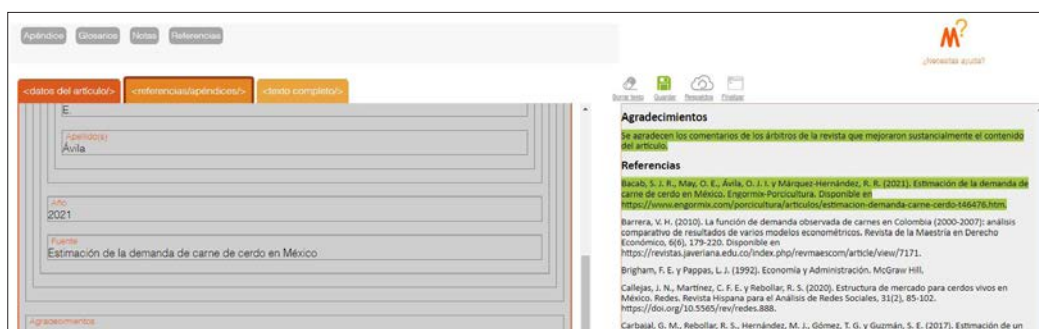 Apéndice Glosarios Notas Referencias
M?
¿Necesitas ayuda?
<datos del artículo/> <referencias/apéndices/> <texto completo/>
Borrar texto Guardar Respaldos Finalizar
E.
Apellido(s)
Ávila
Año
2021
Fuente
Estimación de la demanda de carne de cerdo en México
Agradecimientos
Agradecimientos
Se agradecen los comentarios de los árbitros de la revista que mejoraron sustancialmente el contenido
del artículo.
Referencias
Bacab, S. J. R., May, O. E., Ávila, O. J. I. y Márquez-Hernández, R. R. (2021). Estimación de la demanda de
carne de cerdo en México. Engormix-Porcicultura. Disponible en
https://www.engormix.com/porcicultura/articulos/estimacion-demanda-carne-cerdo-t46476.htm.
Barrera, V. H. (2010). La función de demanda observada de carnes en Colombia (2000-2007): análisis
comparativo de resultados de varios modelos econométricos. Revista de la Maestría en Derecho
Económico, 6(6), 179-220. Disponible en
https://revistas.javeriana.edu.co/index.php/revmaescom/article/view/7171.
Brigham, F. E. y Pappas, L. J. (1992). Economía y Administración. McGraw Hill.
Callejas, J. N., Martínez, C. F. E. y Rebollar, R. S. (2020). Estructura de mercado para cerdos vivos en
México. Redes. Revista Hispana para el Análisis de Redes Sociales, 31(2), 85-102.
https://doi.org/10.5565/rev/redes.888.
Carbajal, G. M., Rebollar, R. S., Hernández, M. J., Gómez, T. G. y Guzmán, S. E. (2017). Estimación de un